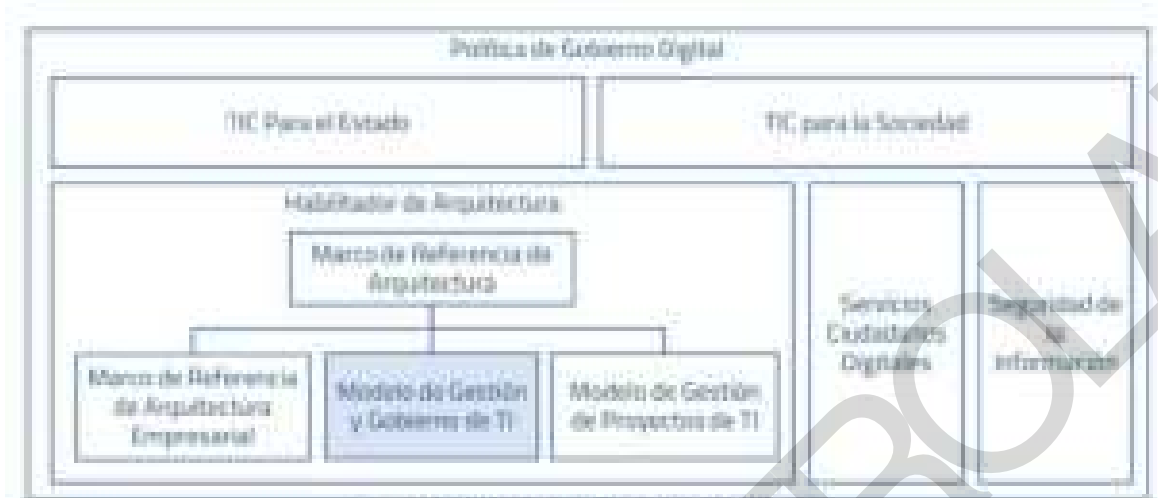 Política de Gobierno Digital
TIC Para el Estado
TIC para la Sociedad
Habilitador de Arquitectura
Marco de Referencia de
Arquitectura
Marco de Referencia
de Arquitectura
Empresarial
Modelo de Gestión
y Gobierno de TI
Modelo de Gestión
de Proyectos de TI
Servicios
Ciudadanos
Digitales
Seguridad de
la
Información